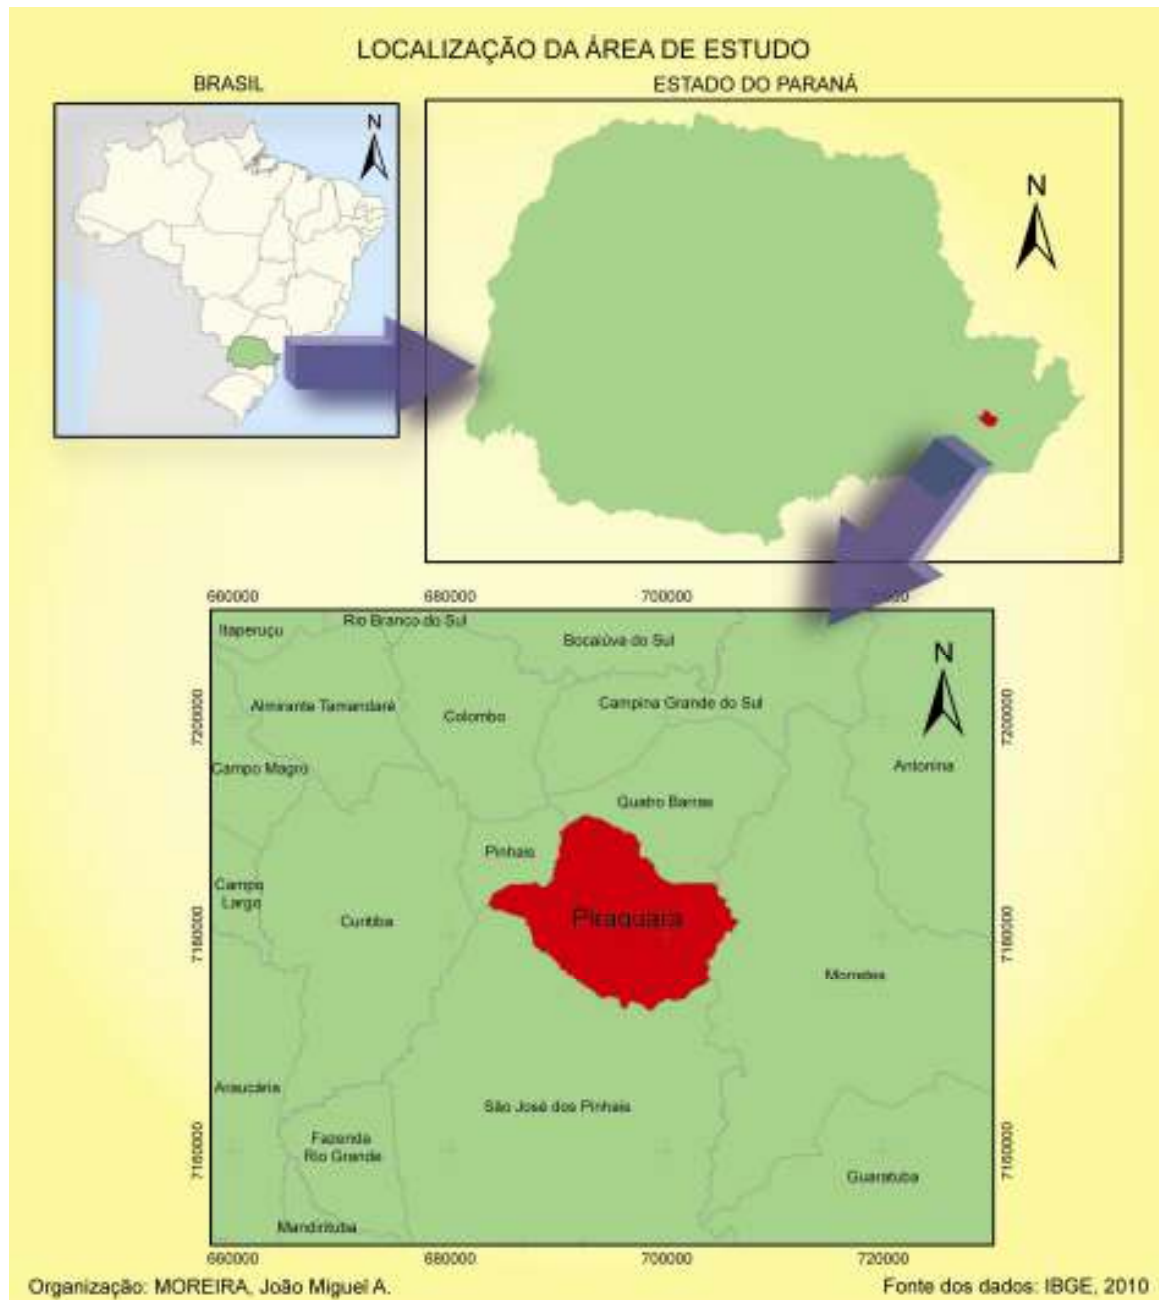 LOCALIZAÇÃO DA ÁREA DE ESTUDO
BRASIL
ESTADO DO PARANÁ
N
N
660000
680000
700000
N
Itaperuçu
Rio Branco do Sul
Bocaiúva do Sul
Almirante Tamandaré
Colombo
Campina Grande do Sul
7200000
7200000
Campo Magro
Antonina
Quatro Barras
Pinhais
Campo
Largo
Curitiba
Piraquara
7180000
7180000
Morretes
Araucária
São José dos Pinhais
Fazenda
Rio Grande
7160000
7160000
Guaratuba
Mandirituba
660000
680000
700000
720000
Organização: MOREIRA, João Miguel A.
Fonte dos dados: IBGE, 2010